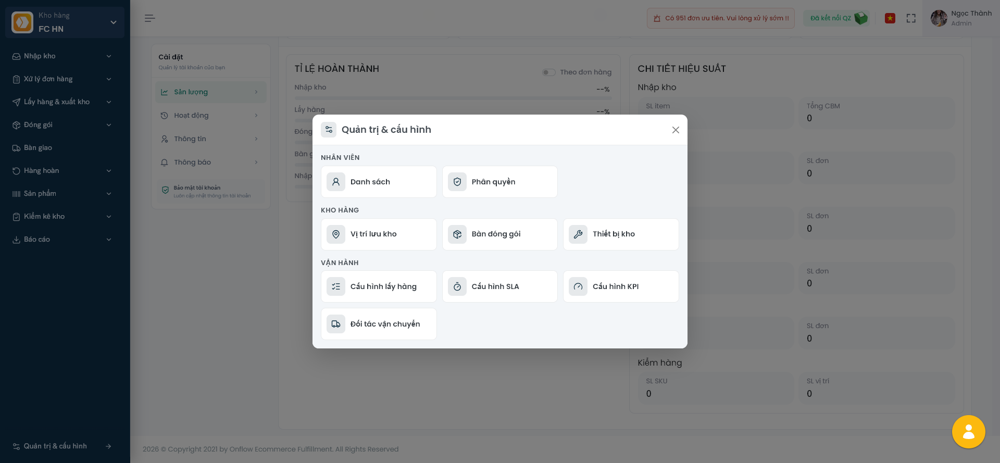 Kho hàng
FC HN
Nhập kho
Xử lý đơn hàng
Lấy hàng & xuất kho
Đóng gói
Bàn giao
Hàng hoàn
Sản phẩm
Kiểm kê kho
Báo cáo
Quản trị & cấu hình
Có 951 đơn ưu tiên. Vui lòng xử lý sớm !!
Đã kết nối QZ
Ngọc Thành
Admin
Cài đặt
Quản lý tài khoản của bạn
Sản lượng
Hoạt động
Thông tin
Thông báo
Bảo mật tài khoản
Luôn cập nhật thông tin tài khoản
TỈ LỆ HOÀN THÀNH
Theo đơn hàng
Nhập kho
--%
Lấy hàng
--%
Đóng
Bàn g
Nhập
CHI TIẾT HIỆU SUẤT
Nhập kho
SL item
Tổng CBM
0
SL đơn
0
SL đơn
0
SL đơn
0
SL đơn
0
Kiểm hàng
SL SKU
0
SL vị trí
0
Quản trị & cấu hình
NHÂN VIÊN
Danh sách
Phân quyền
KHO HÀNG
Vị trí lưu kho
Bàn đóng gói
Thiết bị kho
VẬN HÀNH
Cấu hình lấy hàng
Cấu hình SLA
Cấu hình KPI
Đối tác vận chuyển
2026 © Copyright 2021 by Onflow Ecommerce Fulfillment. All Rights Reserved